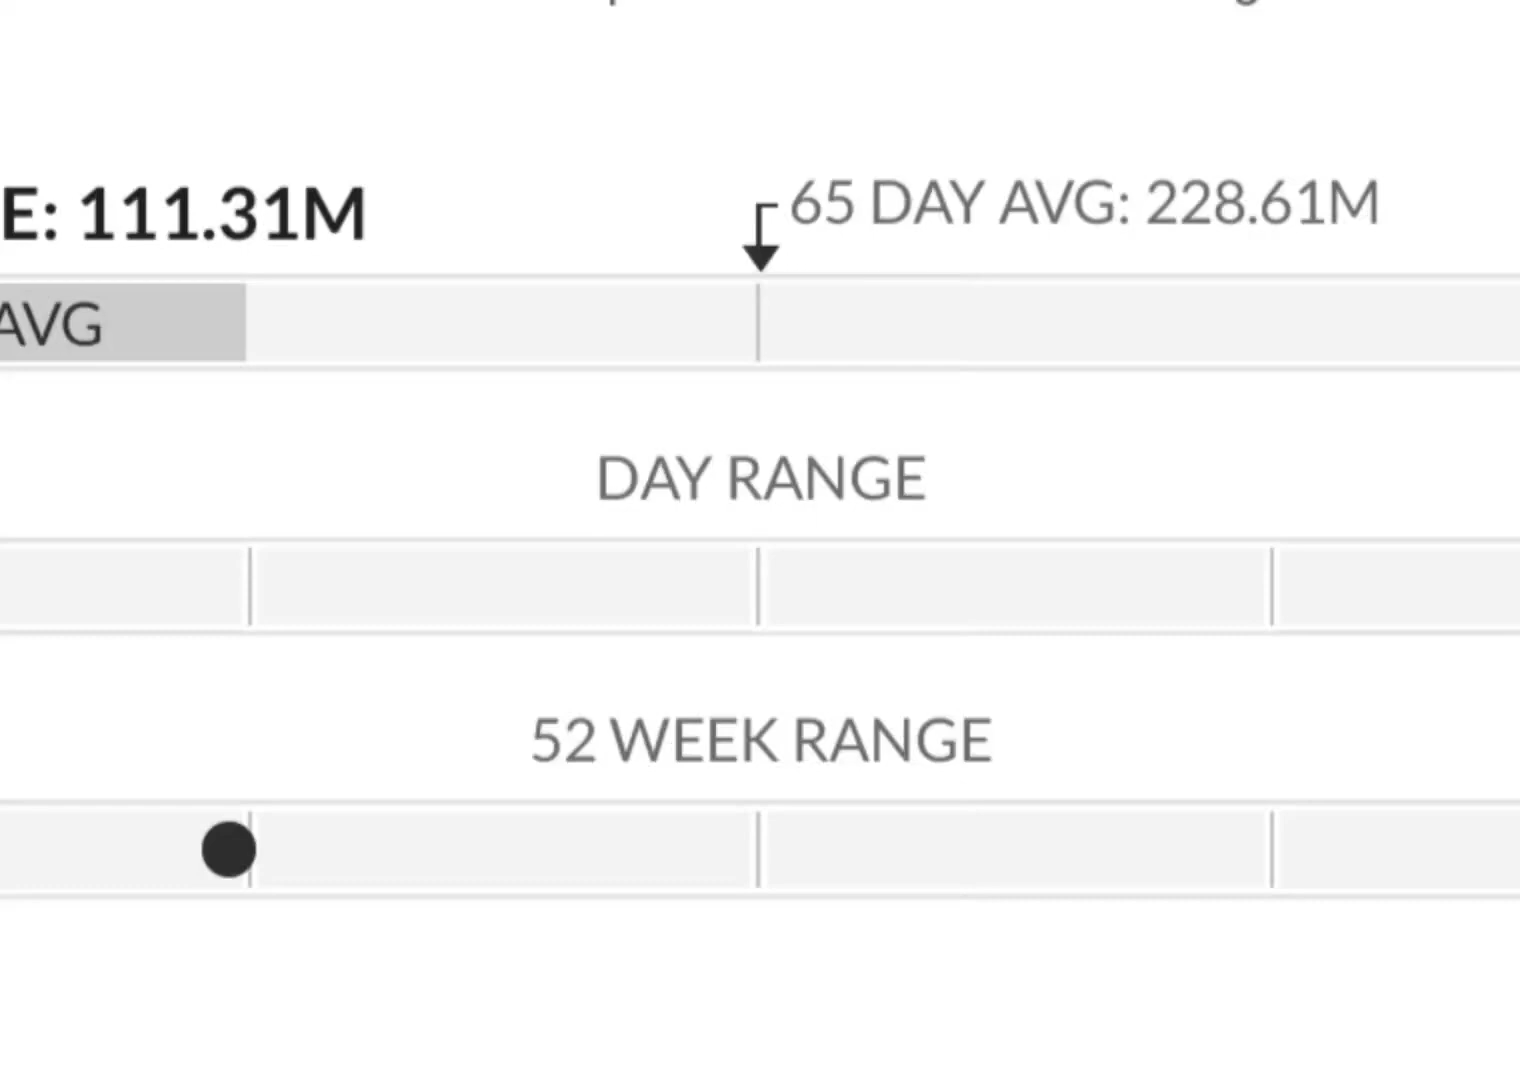 E: 111.31M
65 DAY AVG: 228.61M
AVG
DAY RANGE
52 WEEK RANGE